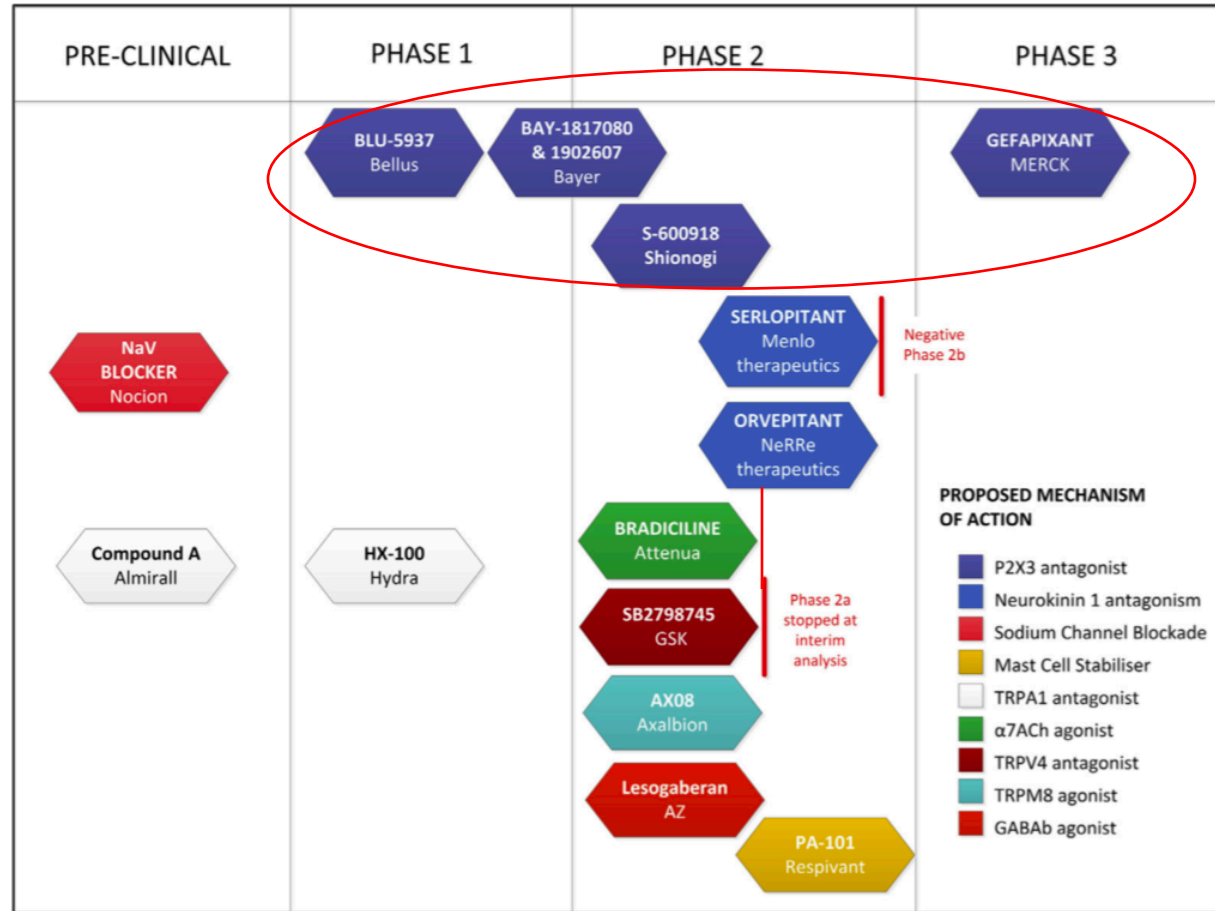 PRE-CLINICAL
PHASE 1
PHASE 2
PHASE 3
BLU-5937
Bellus
BAY-1817080
& 1902607
Bayer
GEFAPIXANT
MERCK
S-600918
Shionogi
SERLOPITANT
Menlo
therapeutics
Negative
Phase 2b
NaV
BLOCKER
Nocion
ORVEPITANT
NeRRe
therapeutics
BRADICILINE
Attenua
Compound A
Almirall
HX-100
Hydra
SB2798745
GSK
Phase 2a
stopped at
interim
analysis
AX08
Axalbion
Lesogaberan
AZ
PA-101
Respivant
PROPOSED MECHANISM
OF ACTION
P2X3 antagonist
Neurokinin 1 antagonism
Sodium Channel Blockade
Mast Cell Stabiliser
TRPA1 antagonist
α7ACh agonist
TRPV4 antagonist
TRPM8 agonist
GABAb agonist